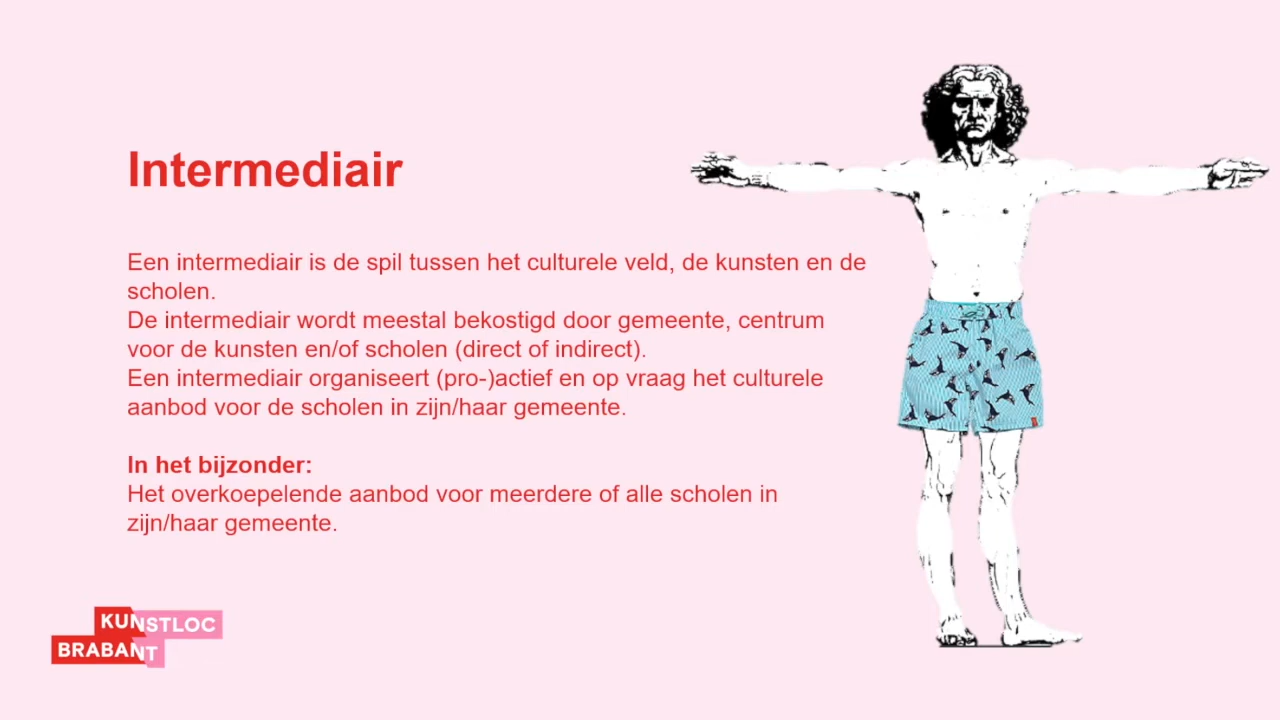 Intermediair
Een intermediair is de spil tussen het culturele veld, de kunsten en de
scholen.
De intermediair wordt meestal bekostigd door gemeente, centrum
voor de kunsten en/of scholen (direct of indirect).
Een intermediair organiseert (pro-)actief en op vraag het culturele
aanbod voor de scholen in zijn/haar gemeente.
In het bijzonder:
Het overkoepelende aanbod voor meerdere of alle scholen in
zijn/haar gemeente.
KUNSTLOC
BRABANT